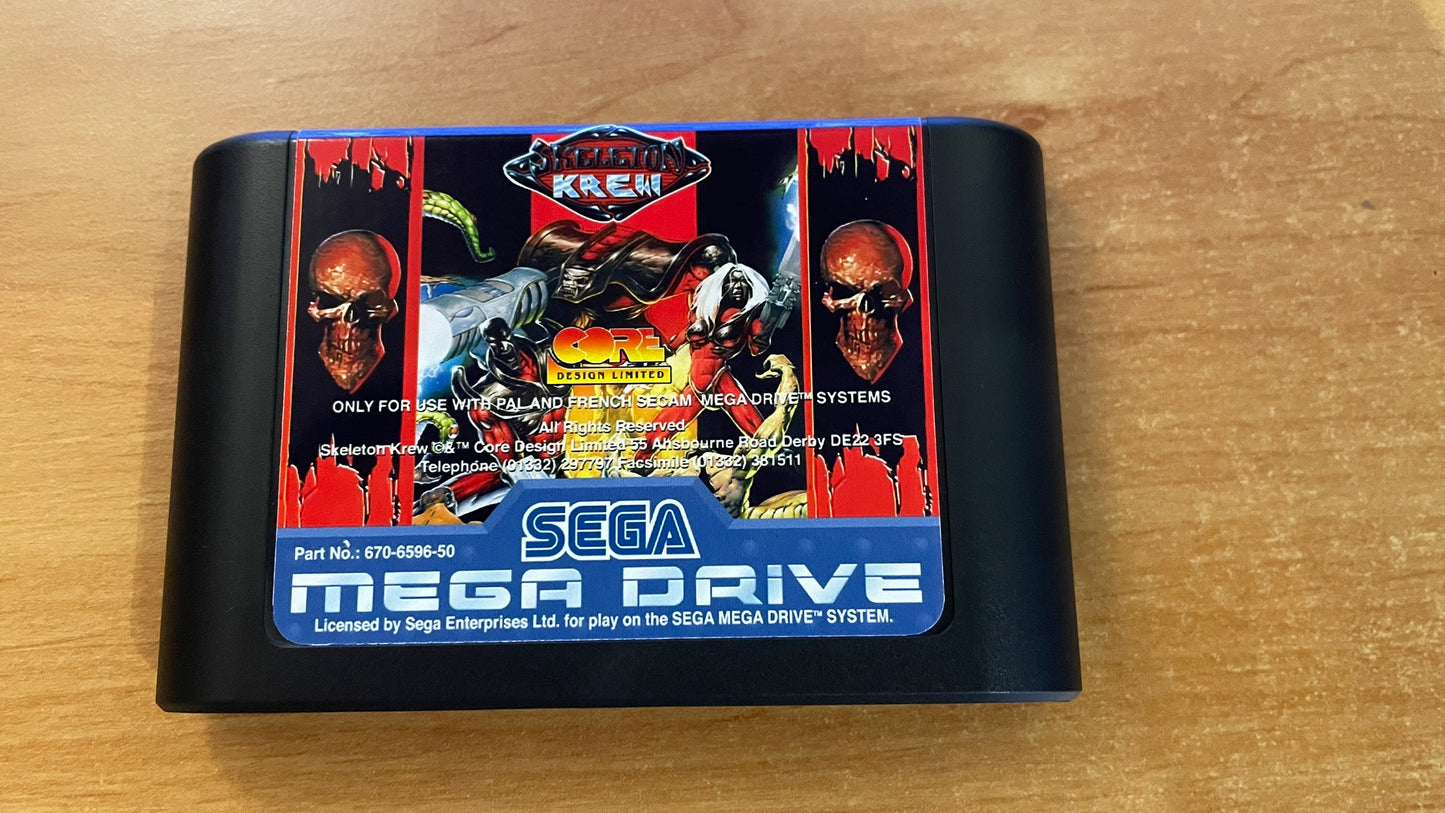 SKELETON
KREW
CORE
DESIGN LIMITED
ONLY FOR USE WITH PAL AND FRENCH SECAM MEGA DRIVE™ SYSTEMS
All Rights Reserved
Skeleton Krew ©&™ Core Design Limited 55 Ahsbourne Road Derby DE22 3FS
Telephone (01332) 297797 Facsimile (01332) 381511
SEGA
Part No.: 670-6596-50
MEGA DRIVE
Licensed by Sega Enterprises Ltd. for play on the SEGA MEGA DRIVE™ SYSTEM.